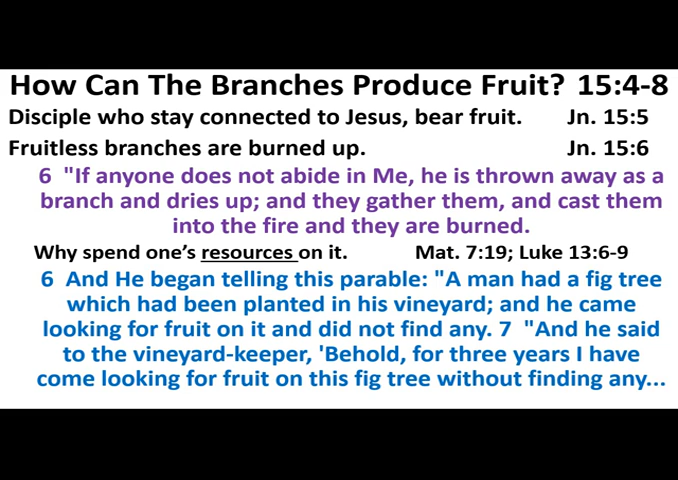 How Can The Branches Produce Fruit? 15:4-8
Disciple who stay connected to Jesus, bear fruit. Jn. 15:5
Fruitless branches are burned up. Jn. 15:6
6 "If anyone does not abide in Me, he is thrown away as a
branch and dries up; and they gather them, and cast them
into the fire and they are burned.
Why spend one's resources on it. Mat. 7:19; Luke 13:6-9
6 And He began telling this parable: "A man had a fig tree
which had been planted in his vineyard; and he came
looking for fruit on it and did not find any. 7 "And he said
to the vineyard-keeper, 'Behold, for three years I have
come looking for fruit on this fig tree without finding any...